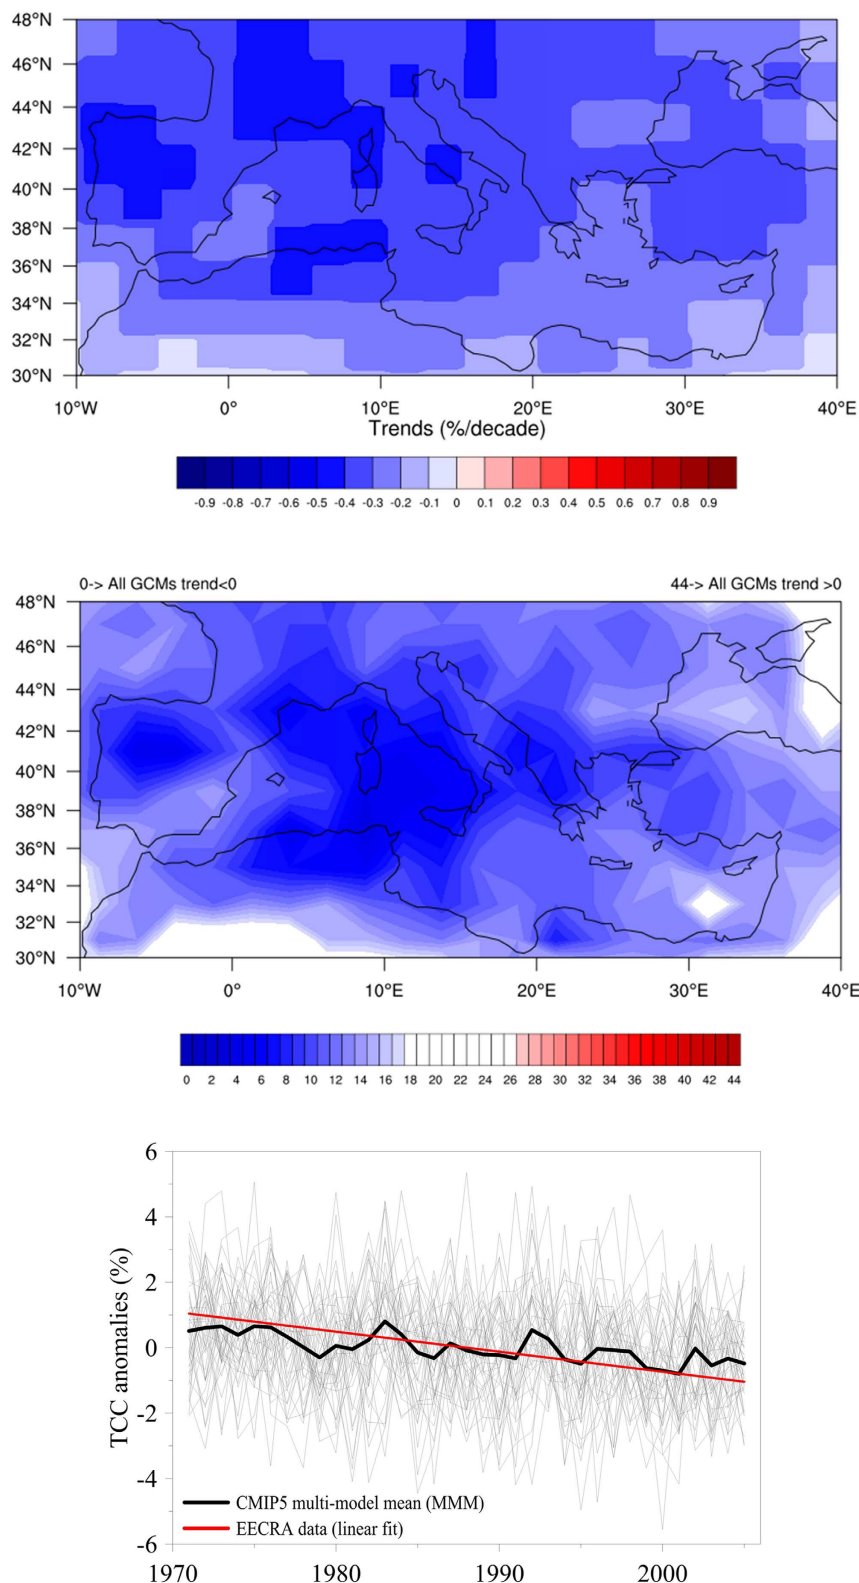 48°N
46°N
44°N
42°N
40°N
38°N
36°N
34°N
32°N
30°N
10°W 0° 10°E 20°E 30°E 40°E
Trends (%/decade)
-0.9 -0.8 -0.7 -0.6 -0.5 -0.4 -0.3 -0.2 -0.1 0 0.1 0.2 0.3 0.4 0.5 0.6 0.7 0.8 0.9
0-> All GCMs trend<0 44-> All GCMs trend >0
48°N
46°N
44°N
42°N
40°N
38°N
36°N
34°N
32°N
30°N
10°W 0° 10°E 20°E 30°E 40°E
0 2 4 6 8 10 12 14 16 18 20 22 24 26 28 30 32 34 36 38 40 42 44
TCC anomalies (%)
6
4
2
0
-2
-4
-6
CMIP5 multi-model mean (MMM)
EECRA data (linear fit)
1970 1980 1990 2000